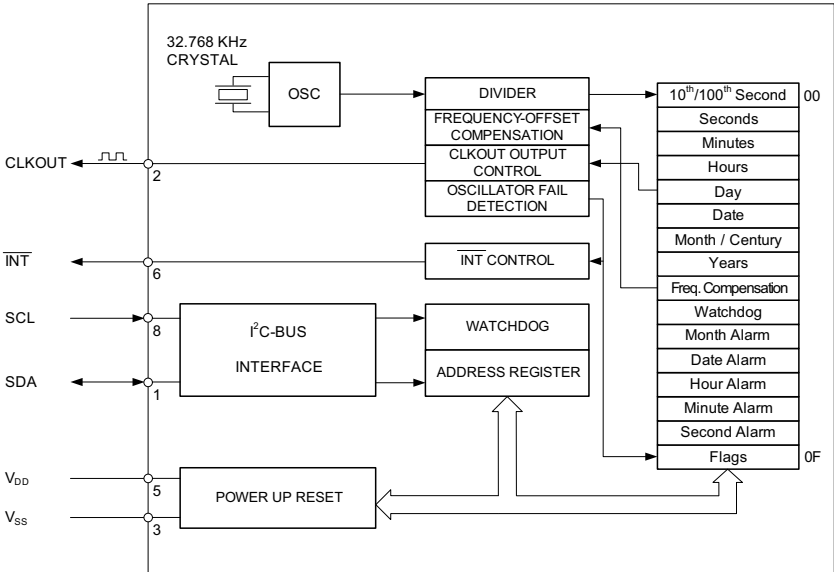 32.768 KHz
CRYSTAL
OSC
DIVIDER
FREQUENCY-OFFSET
COMPENSATION
CLKOUT OUTPUT
CONTROL
OSCILLATOR FAIL
DETECTION
10th/100th Second
00
Seconds
Minutes
Hours
Day
Date
Month / Century
Years
Freq. Compensation
Watchdog
Month Alarm
Date Alarm
Hour Alarm
Minute Alarm
Second Alarm
Flags
0F
CLKOUT
2
INT
6
INT CONTROL
SCL
8
I2C-BUS
INTERFACE
WATCHDOG
ADDRESS REGISTER
SDA
1
VDD
5
POWER UP RESET
VSS
3